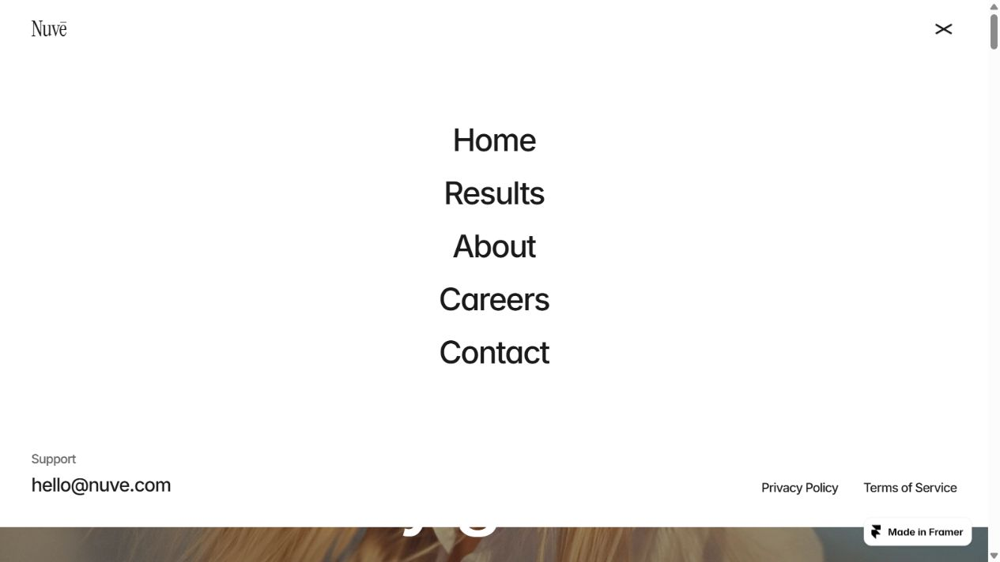 Nuvē
Home
Results
About
Careers
Contact
Support
hello@nuve.com
Privacy Policy Terms of Service
Made in Framer